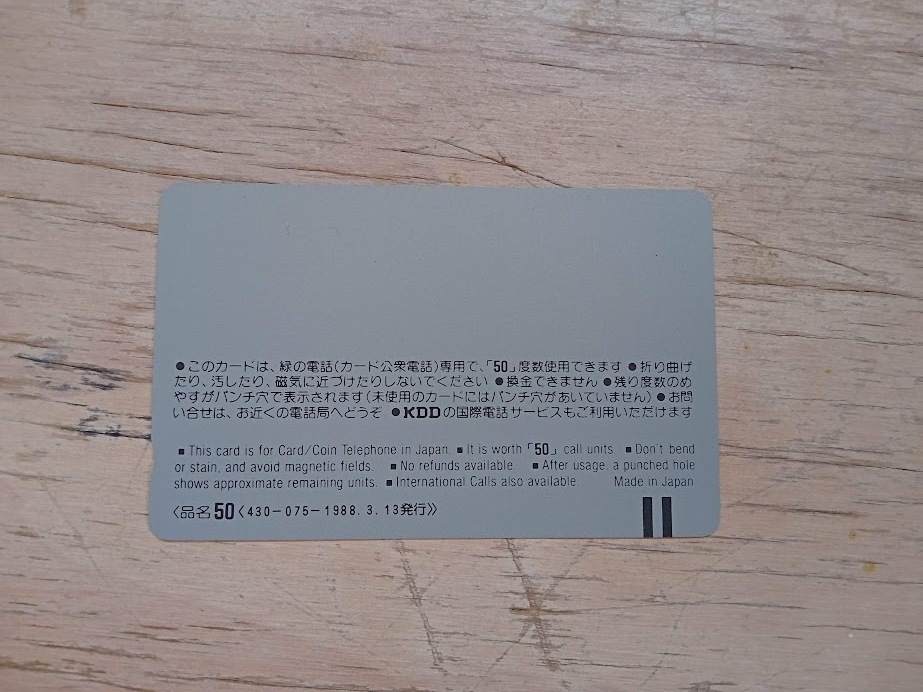 ●このカードは、緑の電話(カード公衆電話)専用で、「50」度数使用できます ●折り曲げ
たり、汚したり、磁気に近づけたりしないでください ●換金できません ●残り度数のめ
やすがパンチ穴で表示されます(未使用のカードにはパンチ穴があいていません) ●お問
い合せは、お近くの電話局へどうぞ ●KDDの国際電話サービスもご利用いただけます
■This card is for Card/Coin Telephone in Japan. ■It is worth「50」call units. ■Don't bend
or stain, and avoid magnetic fields. ■No refunds available. ■After usage, a punched hole
shows approximate remaining units. ■International Calls also available. Made in Japan
〈品名50〈430-075-1988.3.13発行〉〉